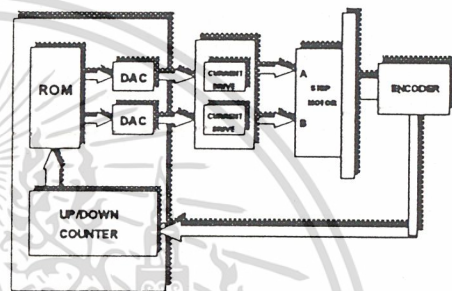 ROM
DAC
DAC
CURRENT
DRIVE
CURRENT
DRIVE
A
STEP
MOTOR
B
ENCODER
UP/DOWN
COUNTER